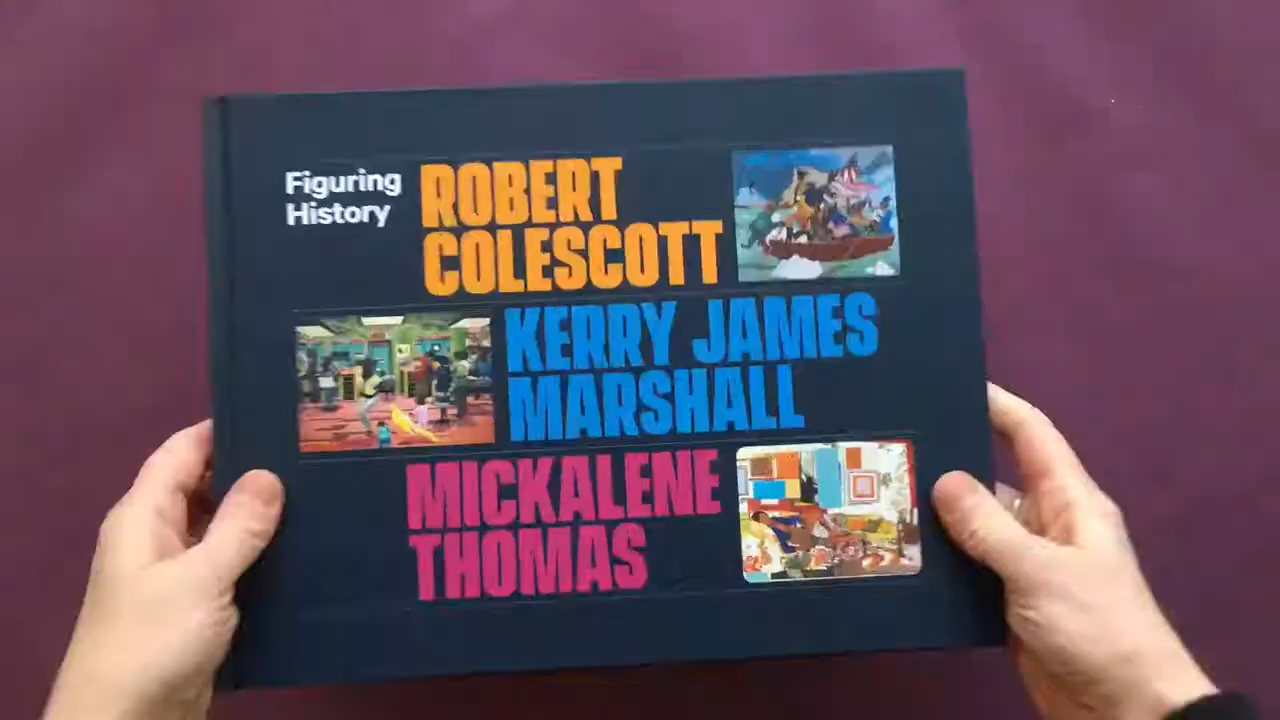 Figuring
History
ROBERT
COLESCOTT
KERRY JAMES
MARSHALL
MICKALENE
THOMAS